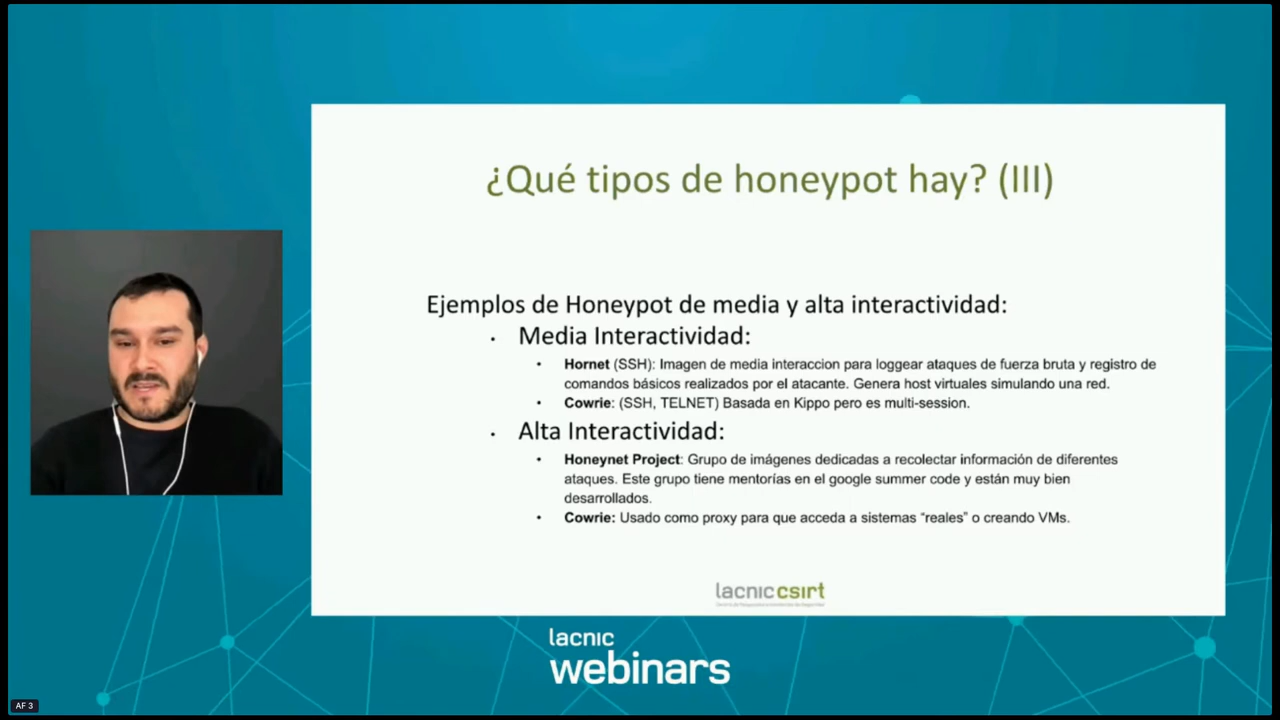 ¿Qué tipos de honeypot hay? (III)
Ejemplos de Honeypot de media y alta interactividad:
• Media Interactividad:
• Hornet (SSH): Imagen de media interaccion para loggear ataques de fuerza bruta y registro de
comandos básicos realizados por el atacante. Genera host virtuales simulando una red.
• Cowrie: (SSH, TELNET) Basada en Kippo pero es multi-session.
• Alta Interactividad:
• Honeynet Project: Grupo de imágenes dedicadas a recolectar información de diferentes
ataques. Este grupo tiene mentorías en el google summer code y están muy bien
desarrollados.
• Cowrie: Usado como proxy para que acceda a sistemas “reales” o creando VMs.
lacnic csirt
lacnic
webinars
AF 3